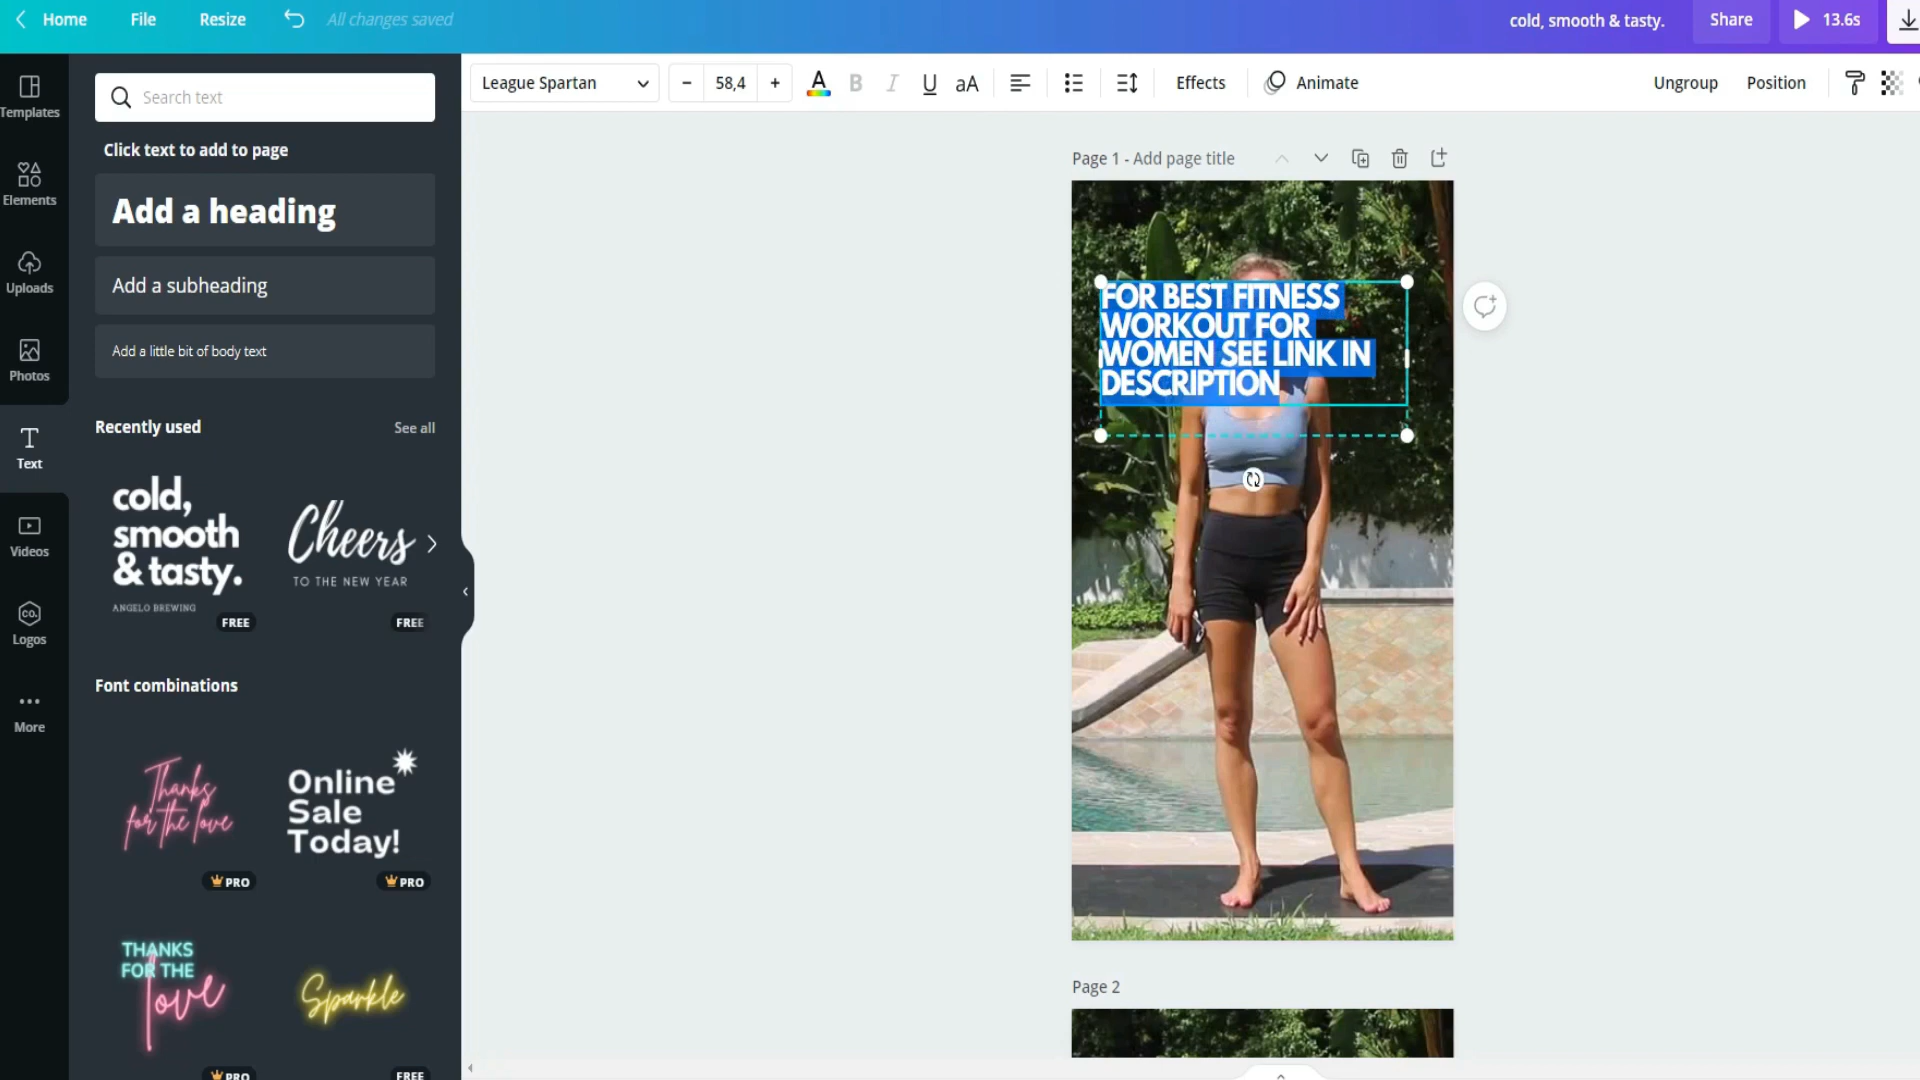 Home File Resize All changes saved cold, smooth & tasty. Share 13.6s
League Spartan - 58,4 + A B I U aA Effects Animate Ungroup Position
Templates
Elements
Uploads
Photos
Text
Videos
CO.
Logos
More
Search text
Click text to add to page
Add a heading
Add a subheading
Add a little bit of body text
Recently used See all
cold,
smooth
& tasty.
ANGELO BREWING
FREE
Cheers
TO THE NEW YEAR
FREE
Font combinations
Thanks
for the love
PRO
Online
Sale
Today!
PRO
THANKS
FOR THE
love
PRO
Sparkle
FREE
Page 1 - Add page title
FOR BEST FITNESS
WORKOUT FOR
WOMEN SEE LINK IN
DESCRIPTION
Page 2